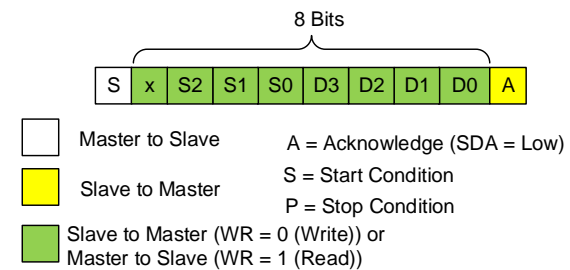 8 Bits
S x S2 S1 S0 D3 D2 D1 D0 A
Master to Slave
A = Acknowledge (SDA = Low)
Slave to Master
S = Start Condition
P = Stop Condition
Slave to Master (WR = 0 (Write)) or
Master to Slave (WR = 1 (Read))